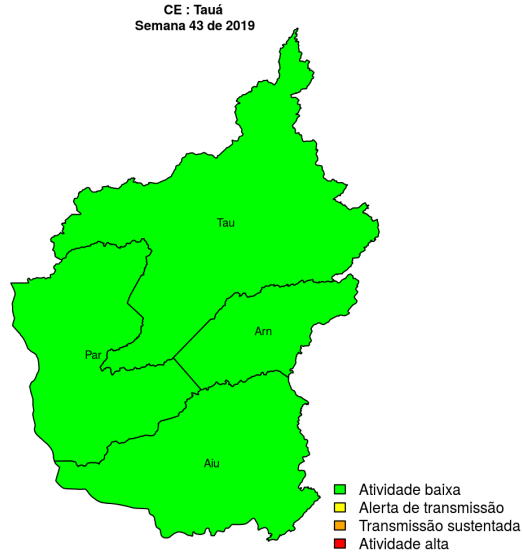 CE : Tauá
Semana 43 de 2019
Tau
Arn
Par
Aiu
Atividade baixa
Alerta de transmissão
Transmissão sustentada
Atividade alta